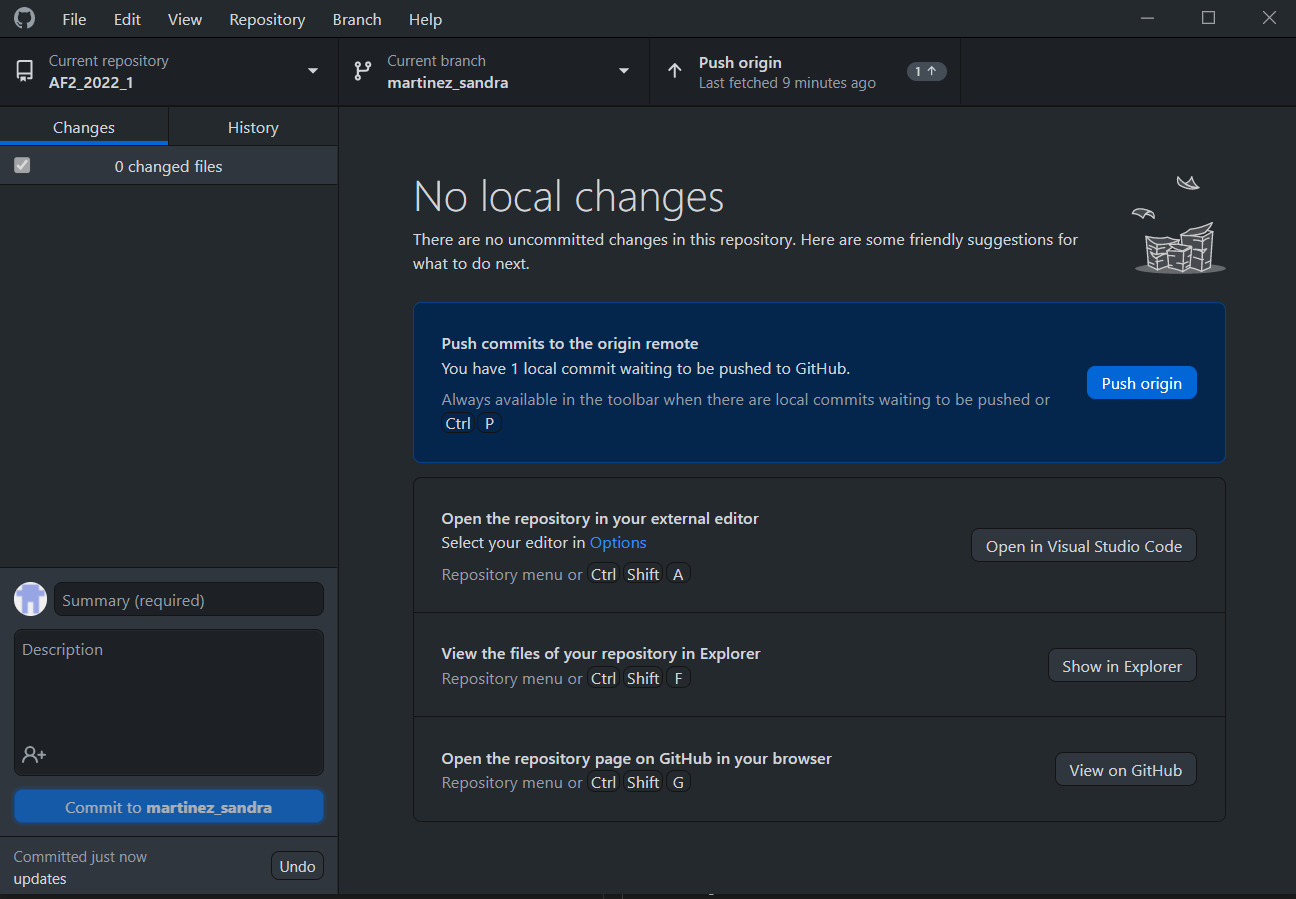 File Edit View Repository Branch Help
Current repository
AF2_2022_1
Current branch
martinez_sandra
Push origin
Last fetched 9 minutes ago
1
Changes
History
0 changed files
No local changes
There are no uncommitted changes in this repository. Here are some friendly suggestions for
what to do next.
Push commits to the origin remote
You have 1 local commit waiting to be pushed to GitHub.
Always available in the toolbar when there are local commits waiting to be pushed or
Ctrl P
Push origin
Open the repository in your external editor
Select your editor in Options
Repository menu or Ctrl Shift A
Open in Visual Studio Code
View the files of your repository in Explorer
Repository menu or Ctrl Shift F
Show in Explorer
Open the repository page on GitHub in your browser
Repository menu or Ctrl Shift G
View on GitHub
Summary (required)
Description
Commit to martinez_sandra
Committed just now
updates
Undo